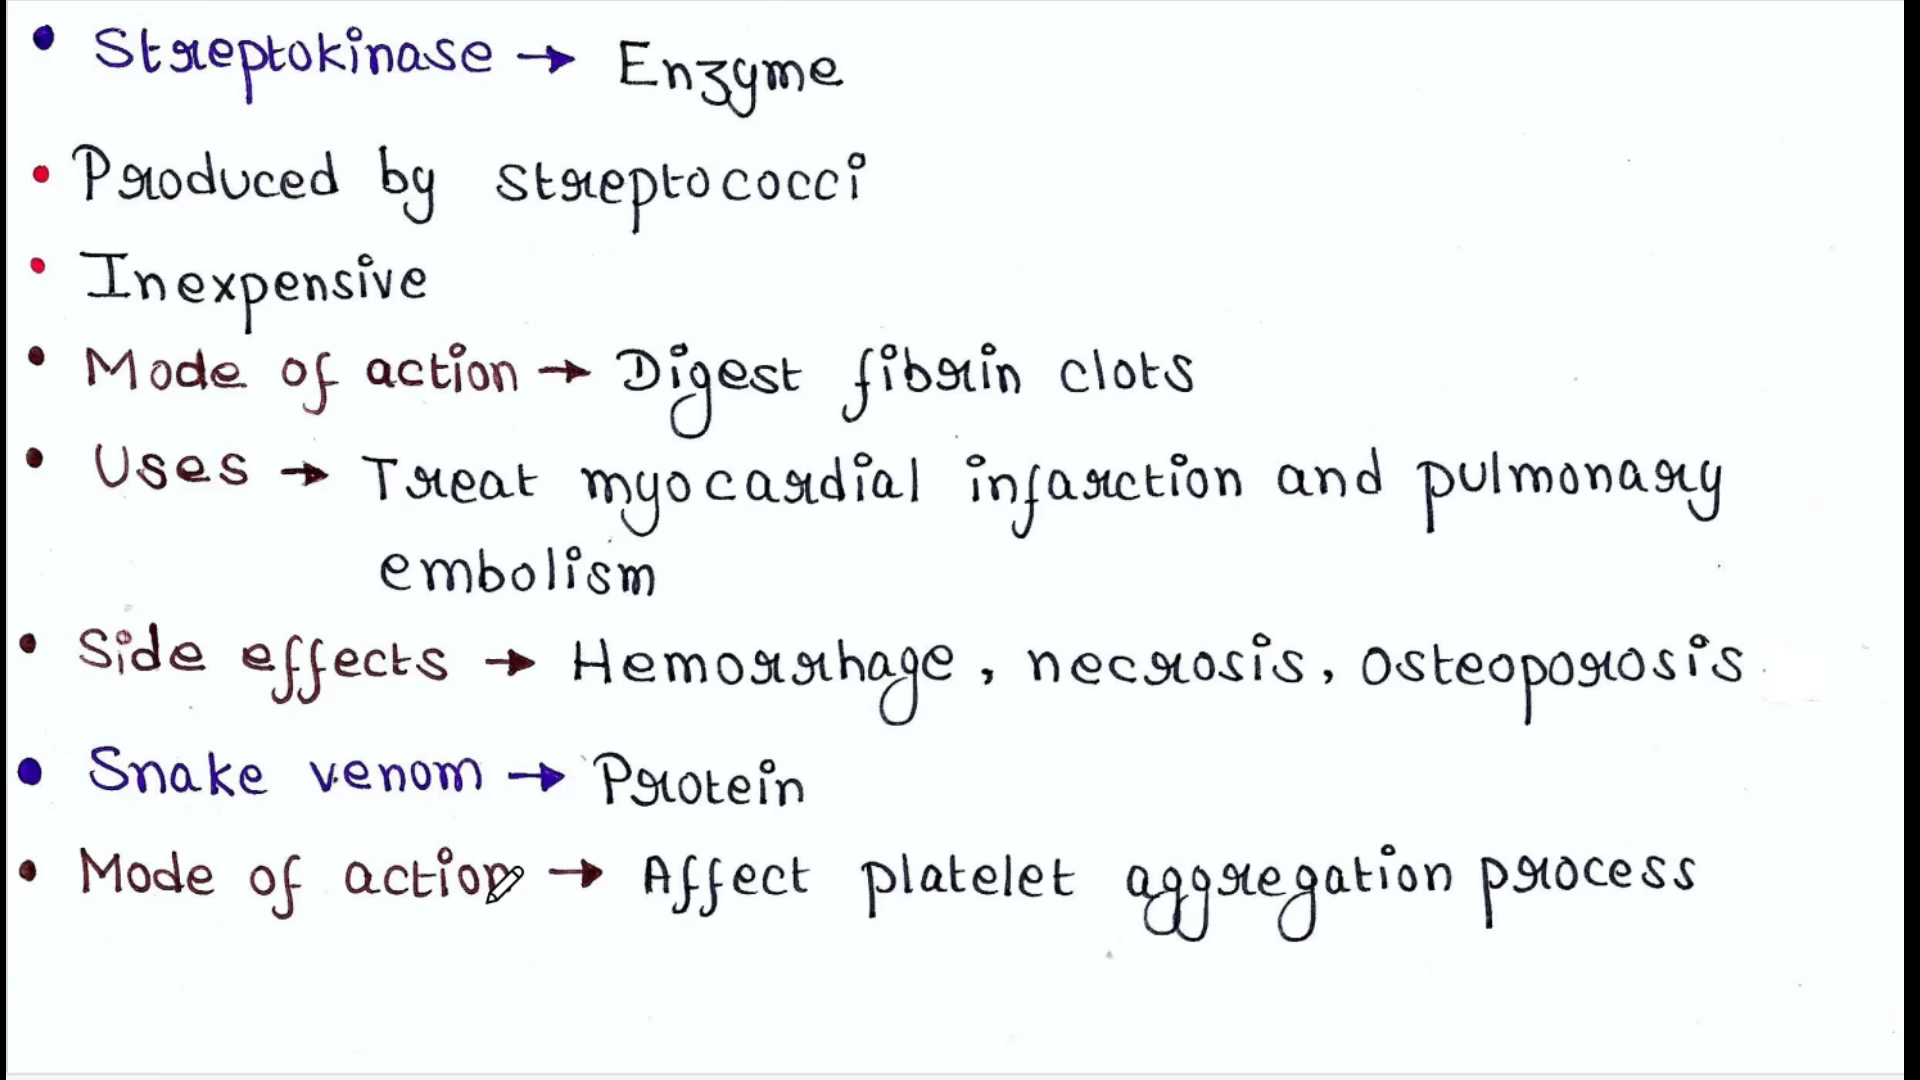 • Streptokinase → Enzyme
• Produced by streptococci
• Inexpensive
• Mode of action → Digest fibrin clots
• Uses → Treat myocardial infarction and pulmonary
embolism
• Side effects → Hemorrhage, necrosis, osteoporosis
• Snake venom → Protein
• Mode of action → Affect platelet aggregation process